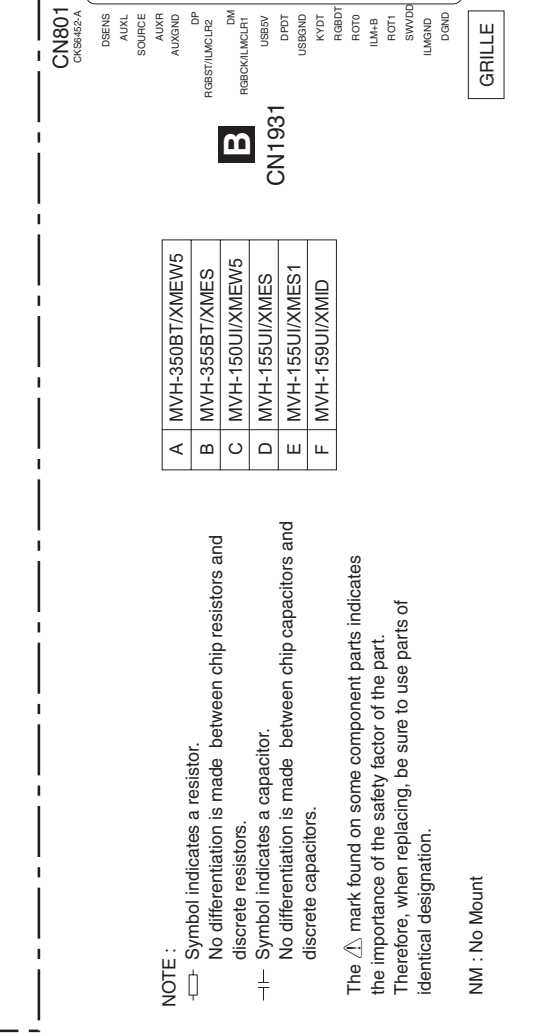 CN801
CKS6452-A
DSENS
AUXL
SOURCE
AUXR
AUXGND
DP
RGBST/ILMCLR2
DM
RGBCK/ILMCLR1
USB5V
DPDT
USBGND
KYDT
RGBDT
ROT0
ILM+B
ROT1
SWVDD
ILMGND
DGND
GRILLE
B
CN1931
A MVH-350BT/XMEW5
B MVH-355BT/XMES
C MVH-150UI/XMEW5
D MVH-155UI/XMES
E MVH-155UI/XMES1
F MVH-159UI/XMID
NOTE :
Symbol indicates a resistor.
No differentiation is made between chip resistors and
discrete resistors.
Symbol indicates a capacitor.
No differentiation is made between chip capacitors and
discrete capacitors.
The ⚠ mark found on some component parts indicates
the importance of the safety factor of the part.
Therefore, when replacing, be sure to use parts of
identical designation.
NM : No Mount